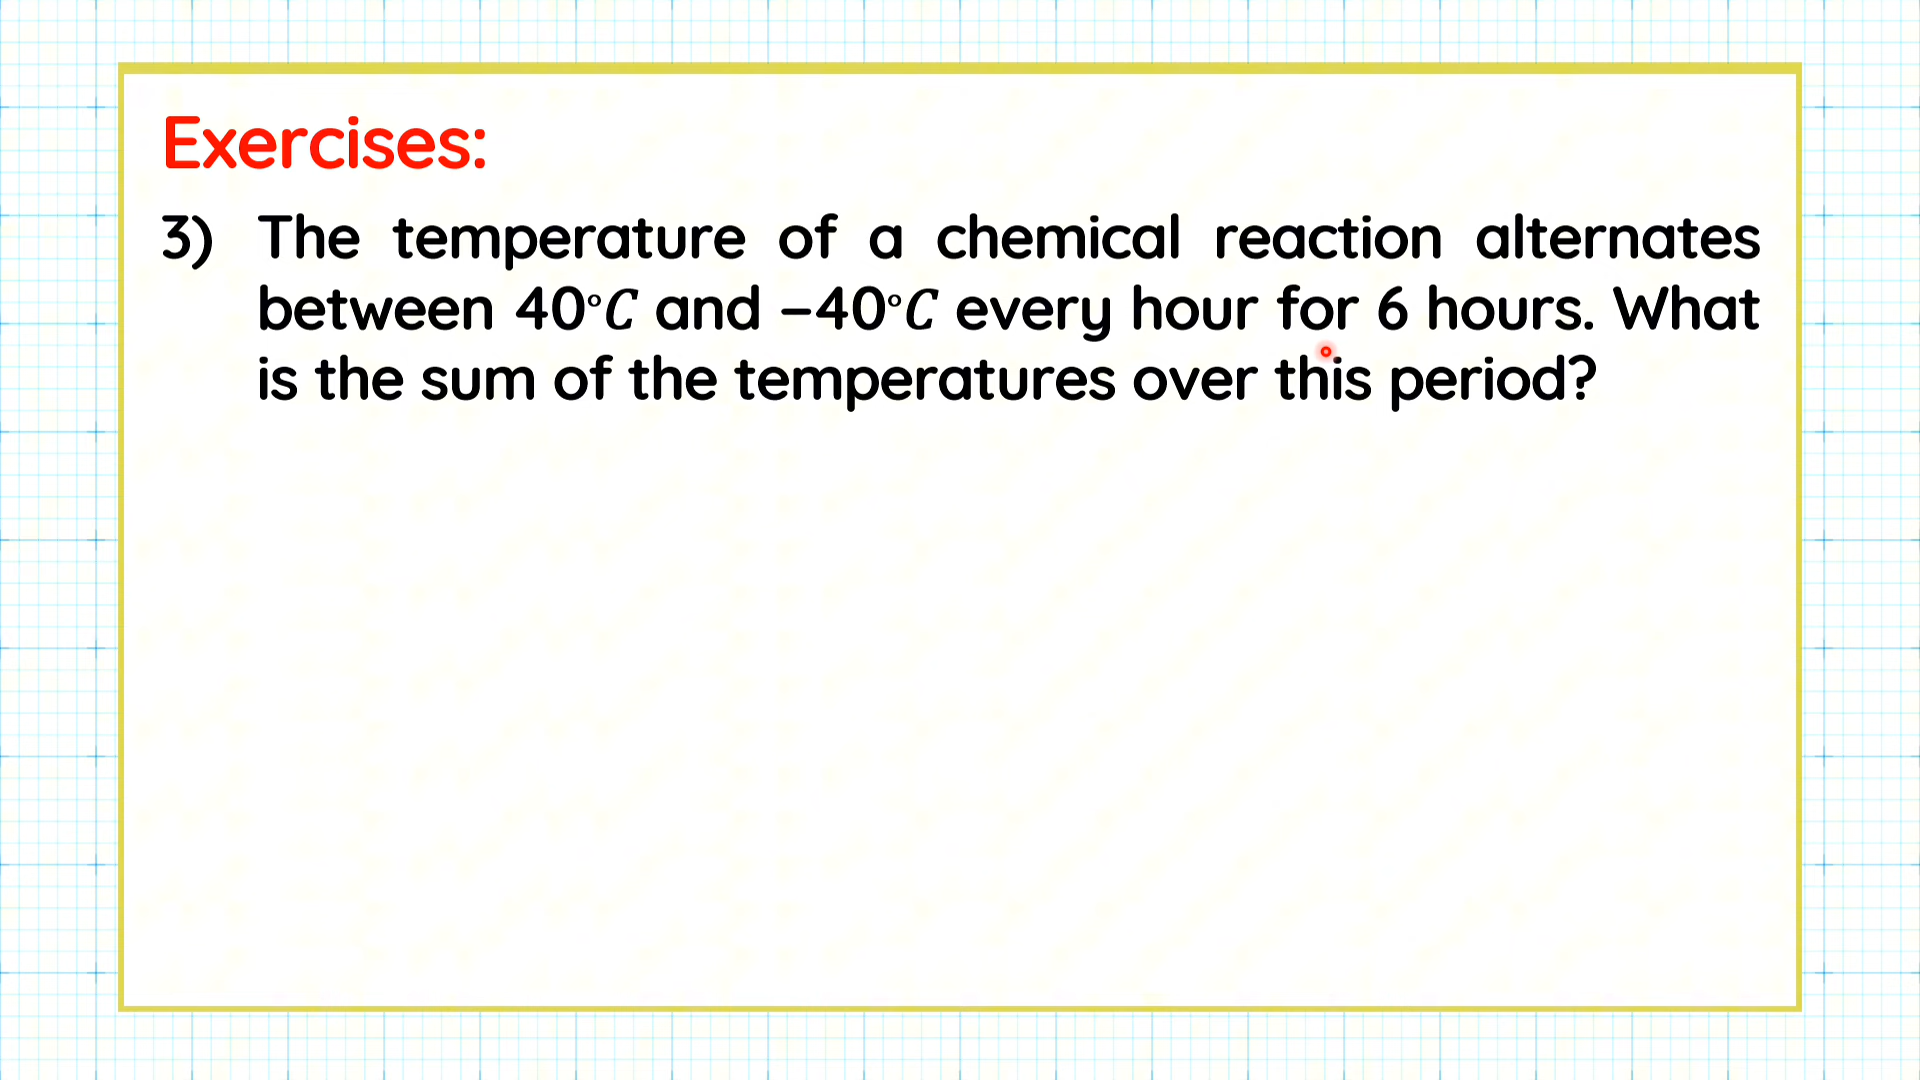 Exercises:
3) The temperature of a chemical reaction alternates
between 40°C and −40°C every hour for 6 hours. What
is the sum of the temperatures over this period?